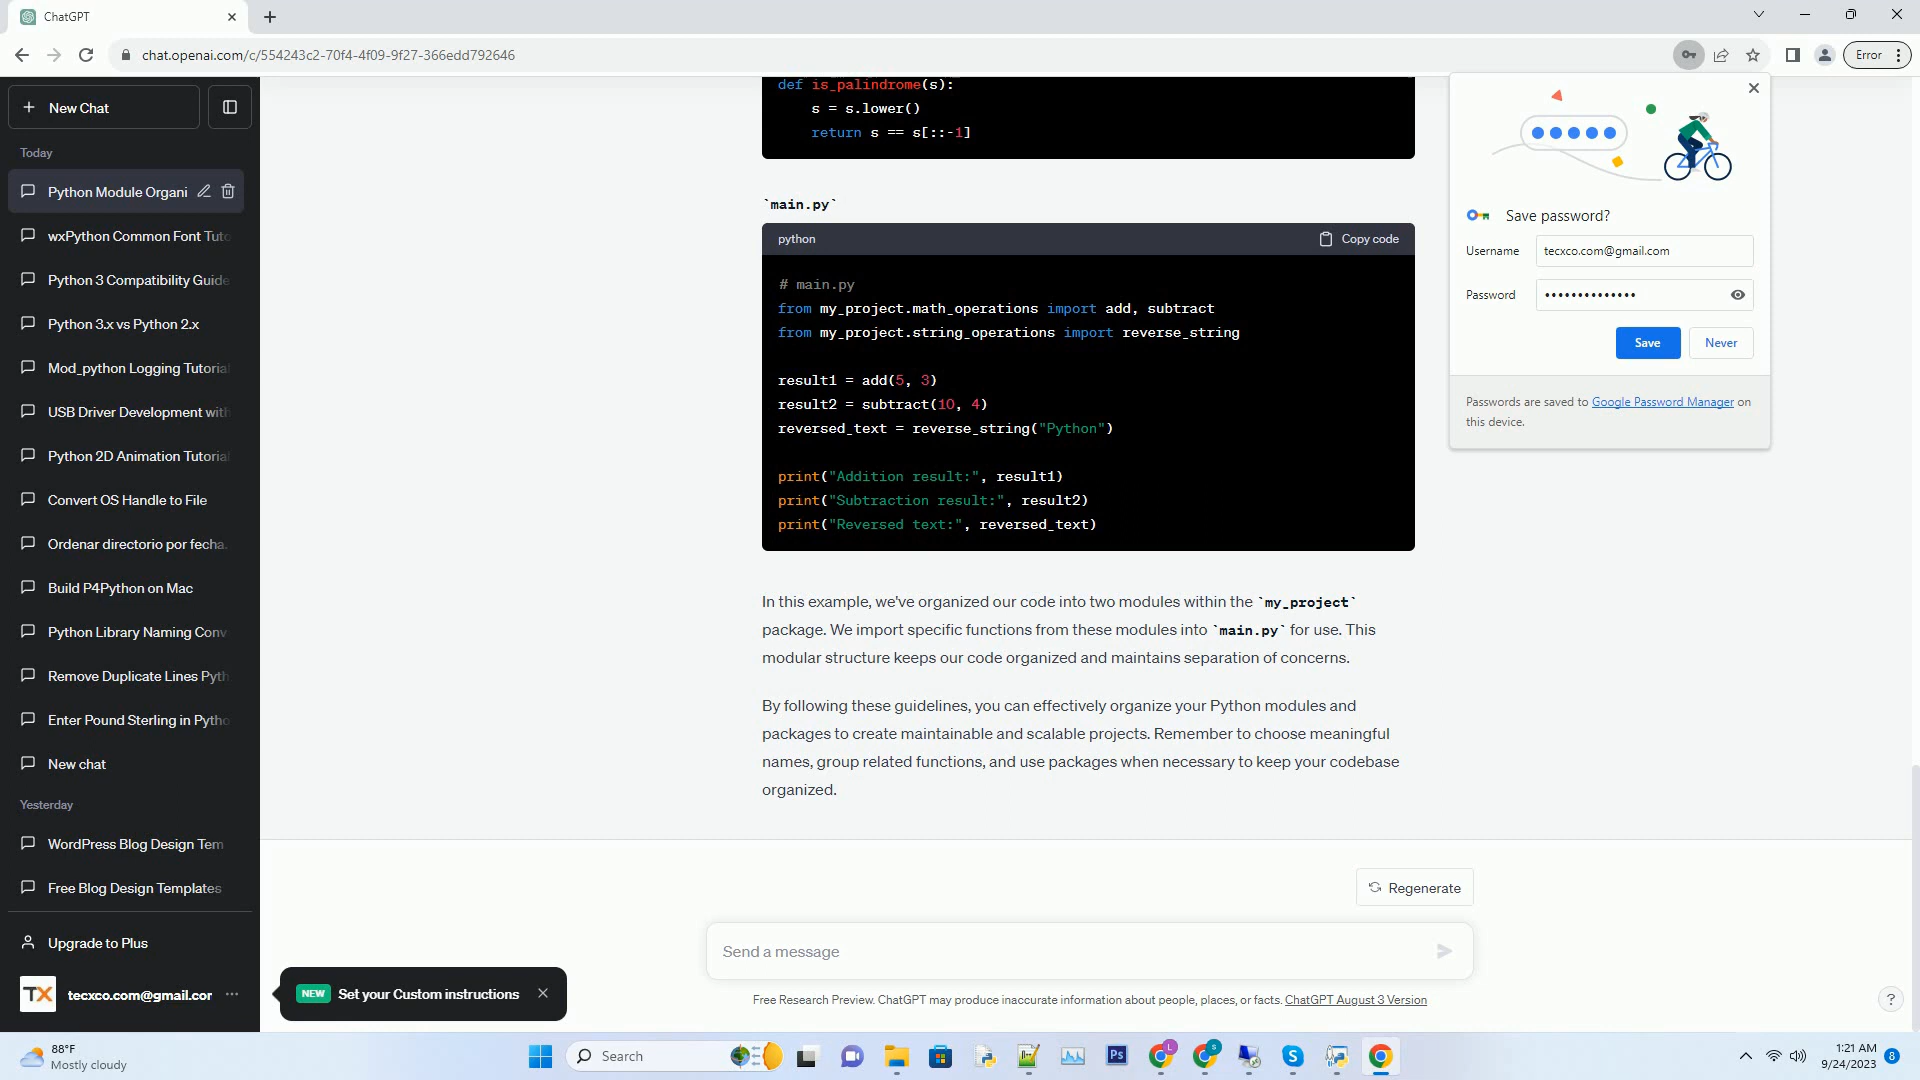 ChatGPT
chat.openai.com/c/554243c2-70f4-4f09-9f27-366edd792646
Error
New Chat
Today
Python Module Organi
wxPython Common Font Tuto
Python 3 Compatibility Guide
Python 3.x vs Python 2.x
Mod_python Logging Tutorial
USB Driver Development with
Python 2D Animation Tutorial
Convert OS Handle to File
Ordenar directorio por fecha.
Build P4Python on Mac
Python Library Naming Conv
Remove Duplicate Lines Pyth
Enter Pound Sterling in Pytho
New chat
Yesterday
WordPress Blog Design Tem
Free Blog Design Templates
Upgrade to Plus
TX
tecxco.com@gmail.com
NEW Set your Custom instructions
def is_palindrome(s):
s = s.lower()
return s == s[::-1]
`main.py`
python
Copy code
# main.py
from my_project.math_operations import add, subtract
from my_project.string_operations import reverse_string
result1 = add(5, 3)
result2 = subtract(10, 4)
reversed_text = reverse_string("Python")
print("Addition result:", result1)
print("Subtraction result:", result2)
print("Reversed text:", reversed_text)
In this example, we've organized our code into two modules within the `my_project`
package. We import specific functions from these modules into `main.py` for use. This
modular structure keeps our code organized and maintains separation of concerns.
By following these guidelines, you can effectively organize your Python modules and
packages to create maintainable and scalable projects. Remember to choose meaningful
names, group related functions, and use packages when necessary to keep your codebase
organized.
Regenerate
Send a message
Free Research Preview. ChatGPT may produce inaccurate information about people, places, or facts. ChatGPT August 3 Version
?
Save password?
Username
tecxco.com@gmail.com
Password
••••••••••••••
Save
Never
Passwords are saved to Google Password Manager on
this device.
88°F
Mostly cloudy
Search
Ps
L
S
1:21 AM
9/24/2023
8